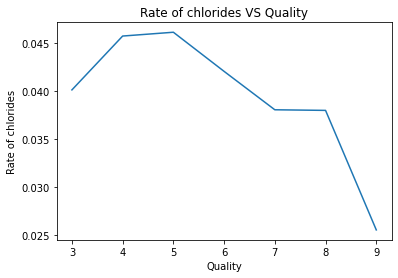 Rate of chlorides VS Quality
0.045
0.040
0.035
0.030
0.025
Rate of chlorides
3 4 5 6 7 8 9
Quality